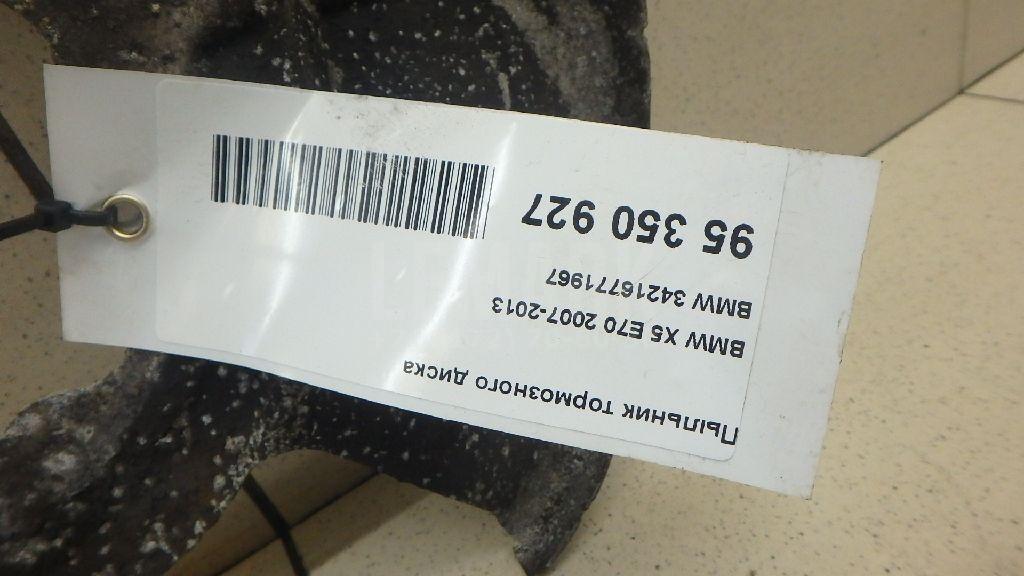 Пыльник тормозного диска
BMW X5 E70 2007-2013
BMW 34216771967
95 350 927